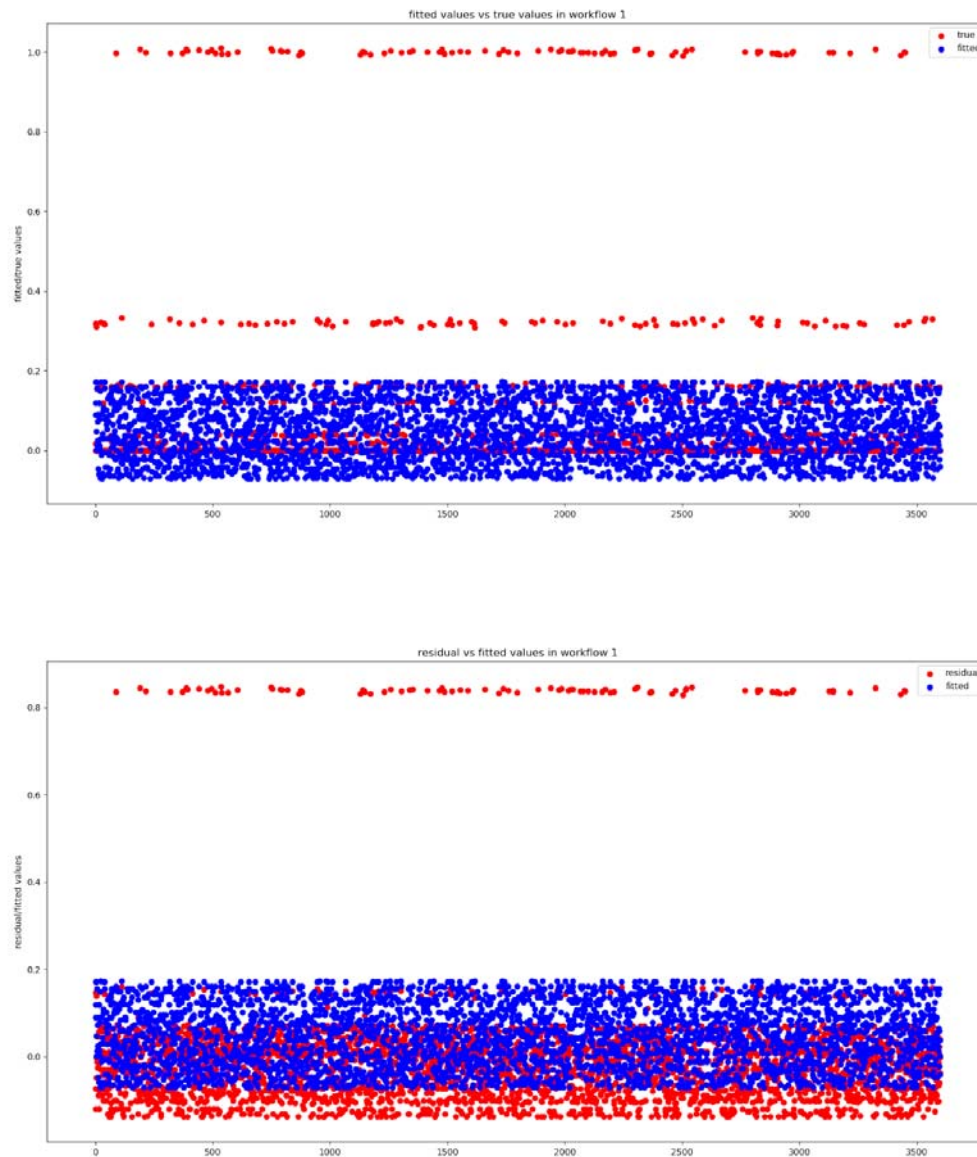 fitted values vs true values in workflow 1
true
fitted
fitted/true values
1.0
0.8
0.6
0.4
0.2
0.0
0 500 1000 1500 2000 2500 3000 3500
residual vs fitted values in workflow 1
residual
fitted
residual/fitted values
0.8
0.6
0.4
0.2
0.0
0 500 1000 1500 2000 2500 3000 3500